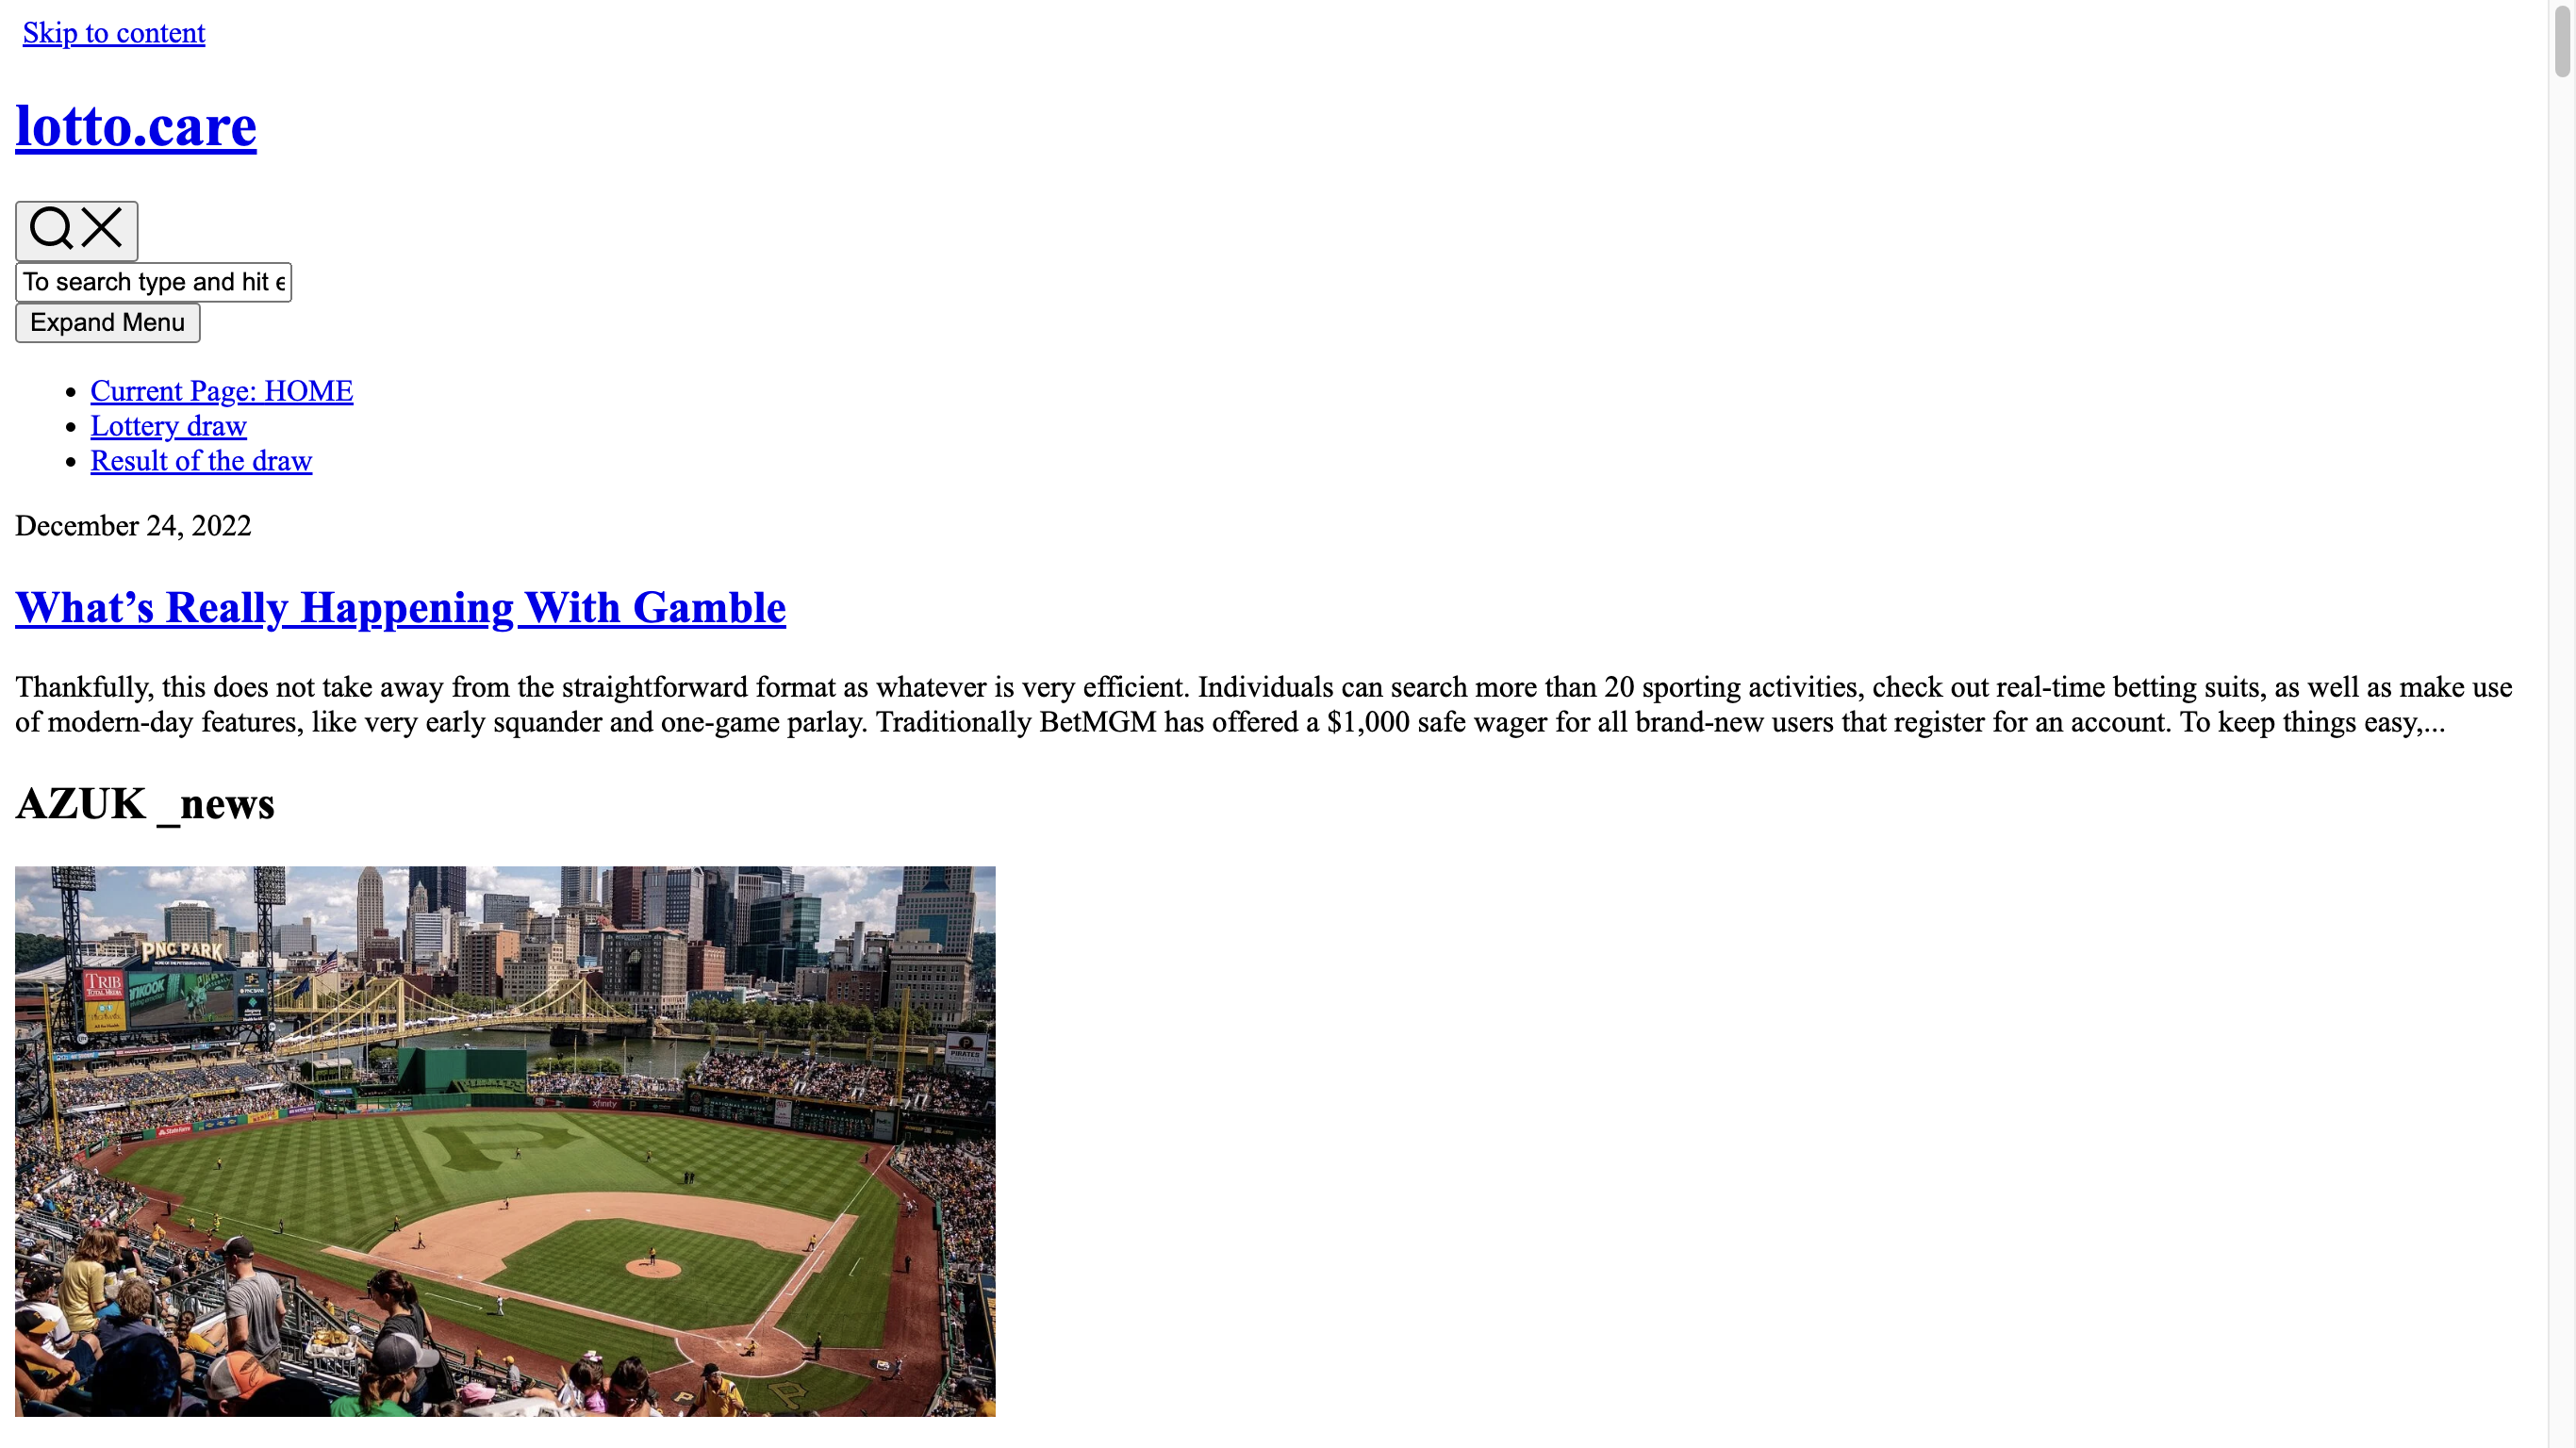 Skip to content
lotto.care
To search type and hit e
Expand Menu
Current Page: HOME
Lottery draw
Result of the draw
December 24, 2022
What’s Really Happening With Gamble
Thankfully, this does not take away from the straightforward format as whatever is very efficient. Individuals can search more than 20 sporting activities, check out real-time betting suits, as well as make use
of modern-day features, like very early squander and one-game parlay. Traditionally BetMGM has offered a $1,000 safe wager for all brand-new users that register for an account. To keep things easy,...
AZUK _news
PNC PARK
TRIB
TOTAL MEDIA
HANKOOK
xfinity
PIRATES
P
P